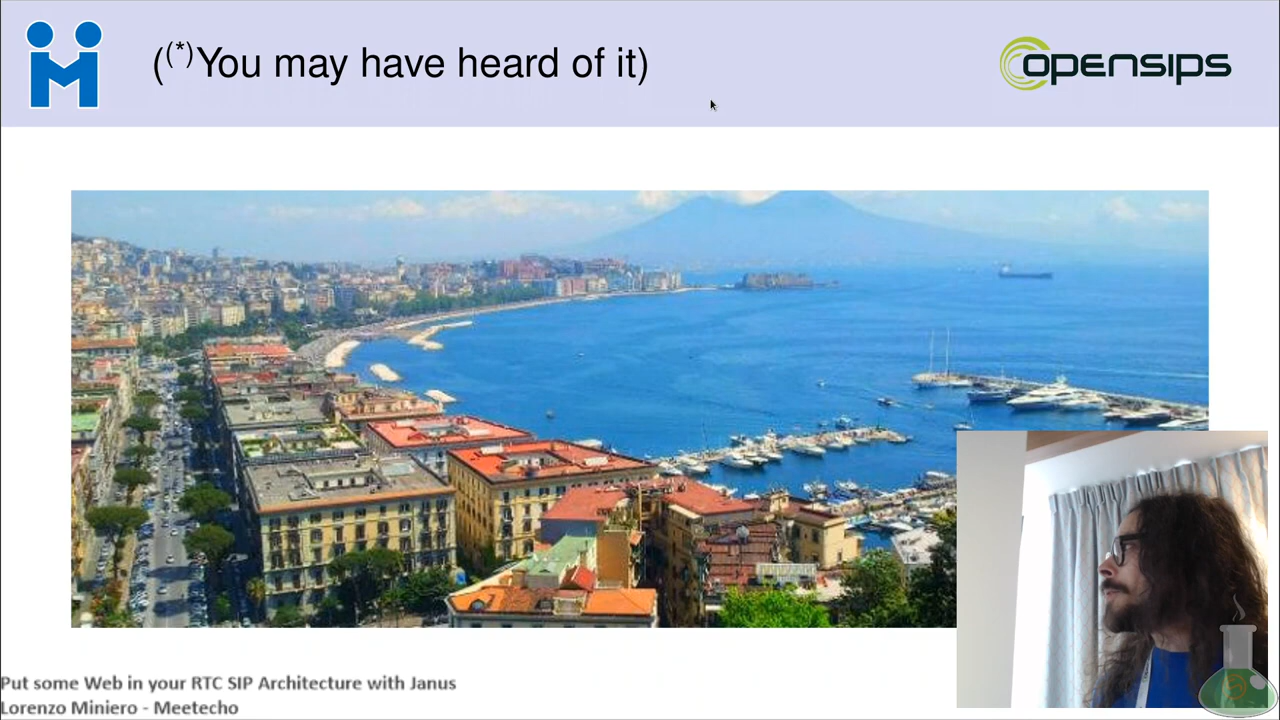 ((*)You may have heard of it)
opensips
Put some Web in your RTC SIP Architecture with Janus
Lorenzo Miniero - Meetecho